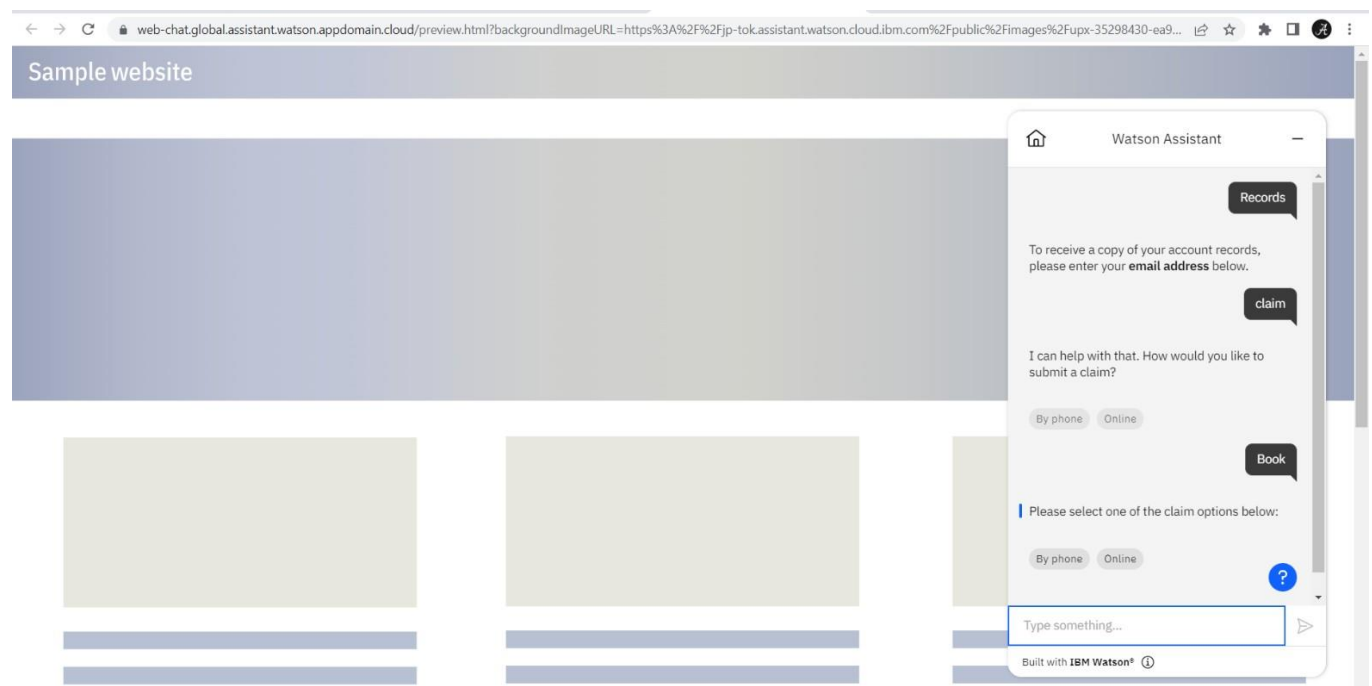 web-chat.global.assistant.watson.appdomain.cloud/preview.html?backgroundImageURL=https%3A%2F%2Fjp-tok.assistant.watson.cloud.ibm.com%2Fpublic%2Fimages%2Fupx-35298430-ea9...
Sample website
Watson Assistant
Records
To receive a copy of your account records,
please enter your email address below.
claim
I can help with that. How would you like to
submit a claim?
By phone Online
Book
Please select one of the claim options below:
By phone Online
?
Type something...
Built with IBM Watson®